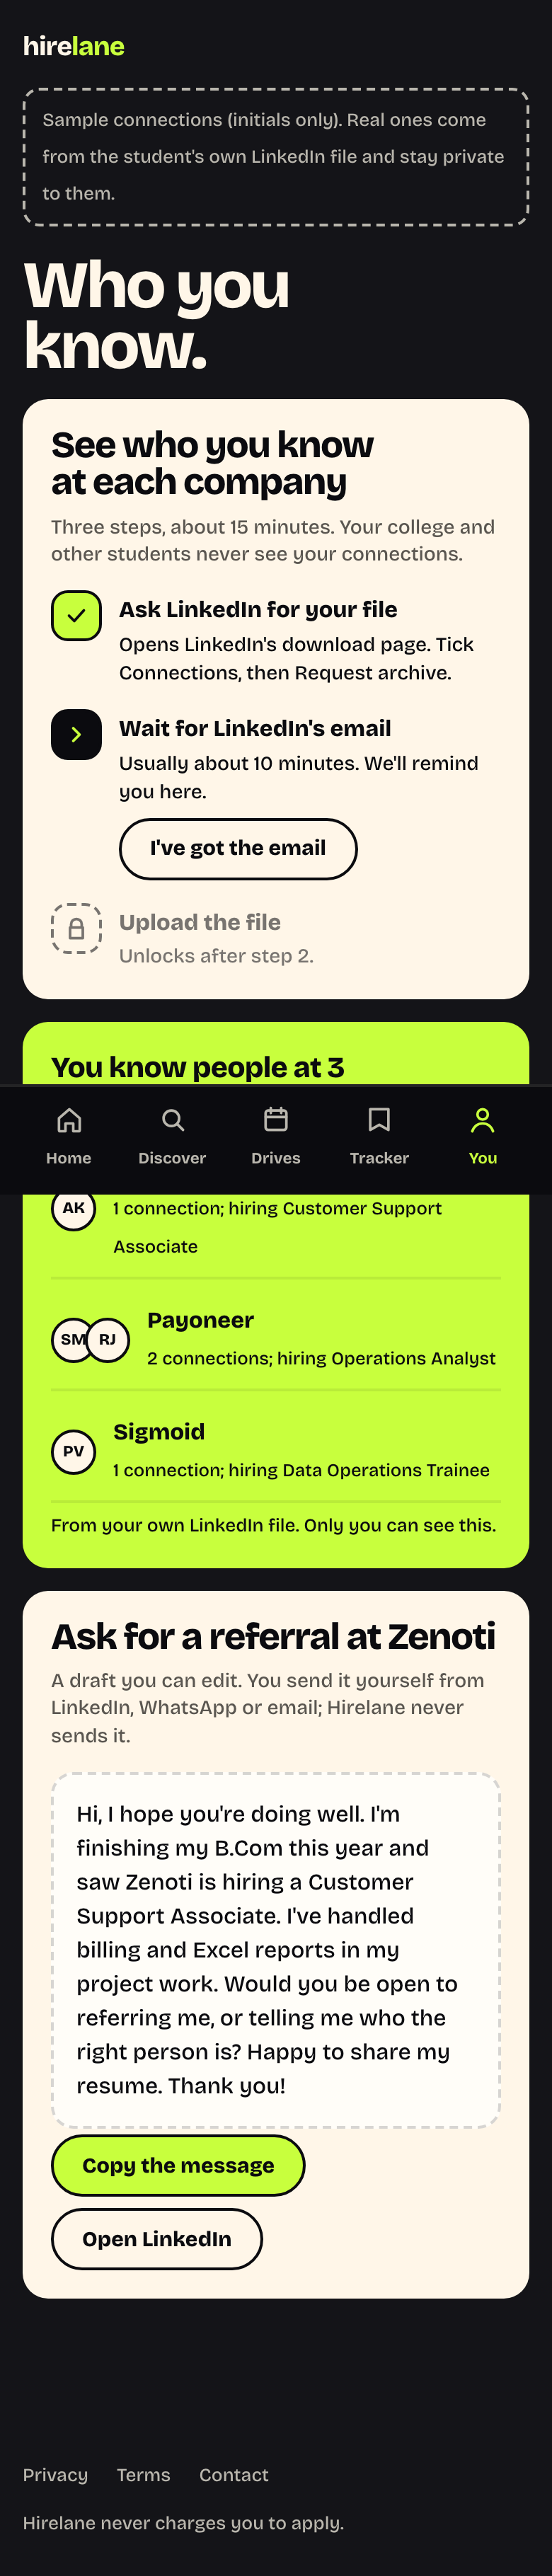 hirelane
Sample connections (initials only). Real ones come
from the student's own LinkedIn file and stay private
to them.
Who you
know.
See who you know
at each company
Three steps, about 15 minutes. Your college and
other students never see your connections.
Ask LinkedIn for your file
Opens LinkedIn's download page. Tick
Connections, then Request archive.
Wait for LinkedIn's email
Usually about 10 minutes. We'll remind
you here.
I've got the email
Upload the file
Unlocks after step 2.
You know people at 3
Home
Discover
Drives
Tracker
You
AK
1 connection; hiring Customer Support
Associate
SM
RJ
Payoneer
2 connections; hiring Operations Analyst
PV
Sigmoid
1 connection; hiring Data Operations Trainee
From your own LinkedIn file. Only you can see this.
Ask for a referral at Zenoti
A draft you can edit. You send it yourself from
LinkedIn, WhatsApp or email; Hirelane never
sends it.
Hi, I hope you're doing well. I'm
finishing my B.Com this year and
saw Zenoti is hiring a Customer
Support Associate. I've handled
billing and Excel reports in my
project work. Would you be open to
referring me, or telling me who the
right person is? Happy to share my
resume. Thank you!
Copy the message
Open LinkedIn
Privacy
Terms
Contact
Hirelane never charges you to apply.